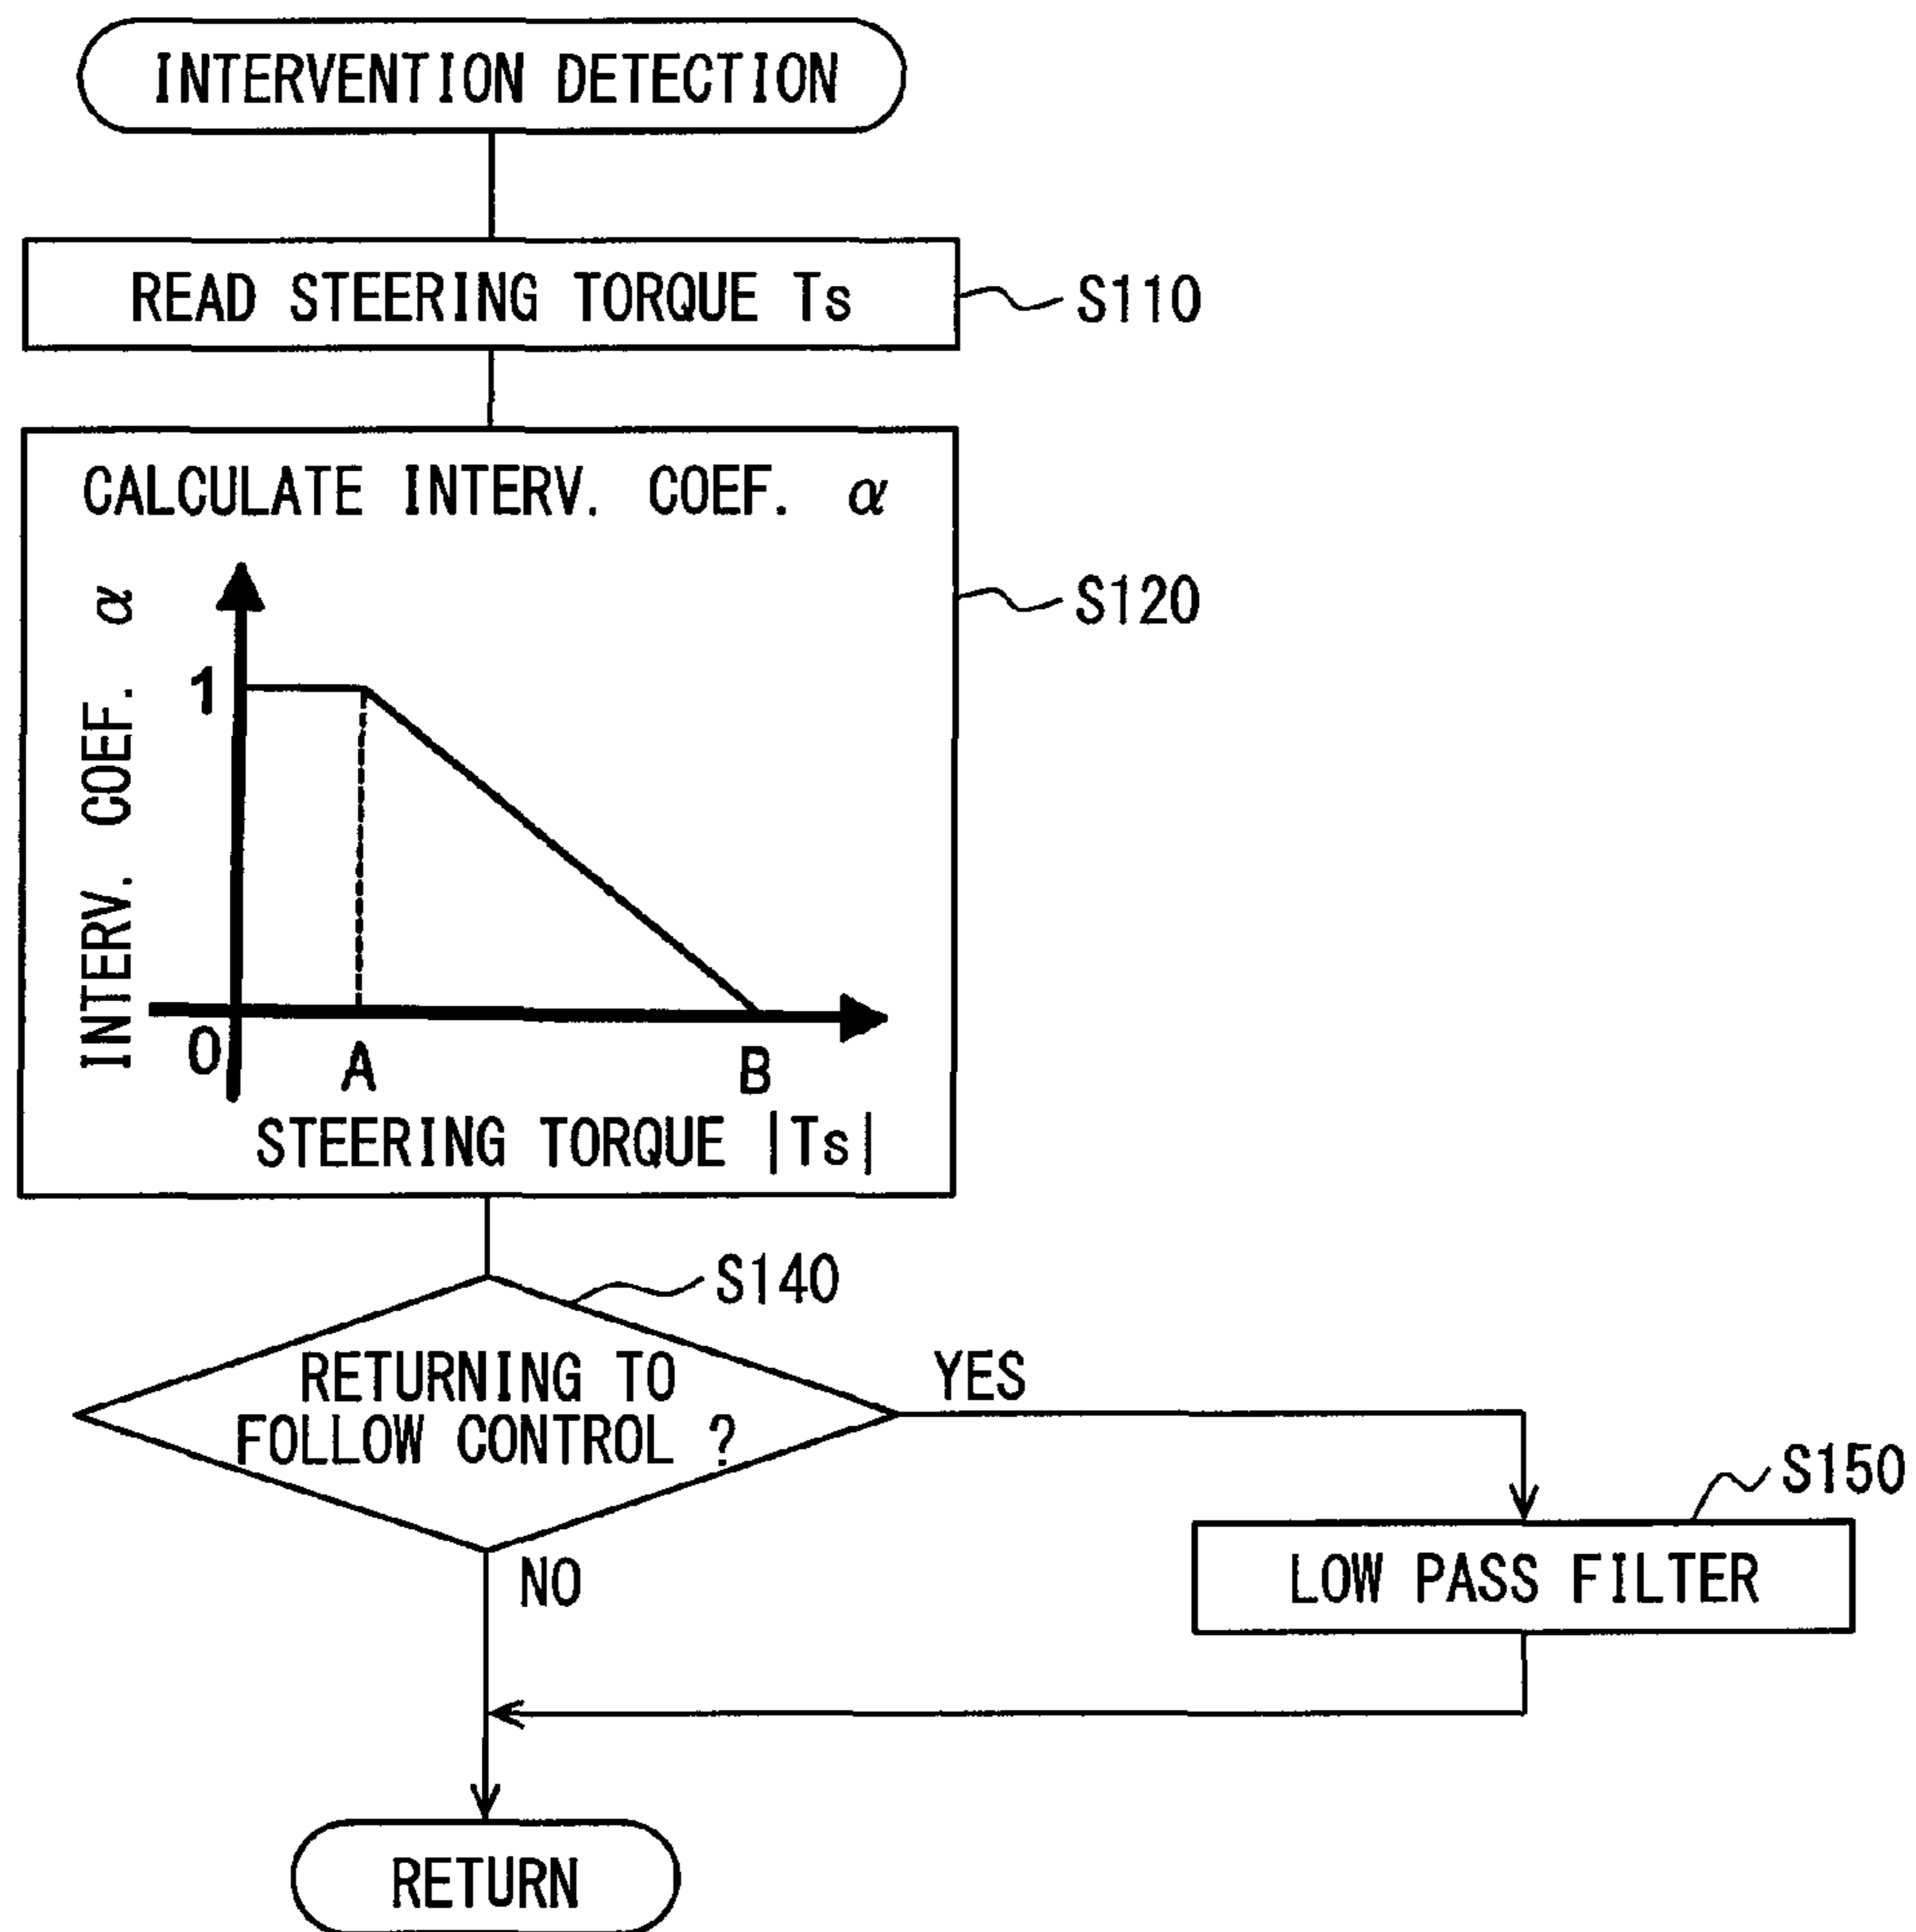 INTERVENTION DETECTION
READ STEERING TORQUE Ts
S110
CALCULATE INTERV. COEF. α
S120
INTERV. COEF. α
1
0
A
B
STEERING TORQUE |Ts|
S140
RETURNING TO
FOLLOW CONTROL ?
YES
NO
S150
LOW PASS FILTER
RETURN